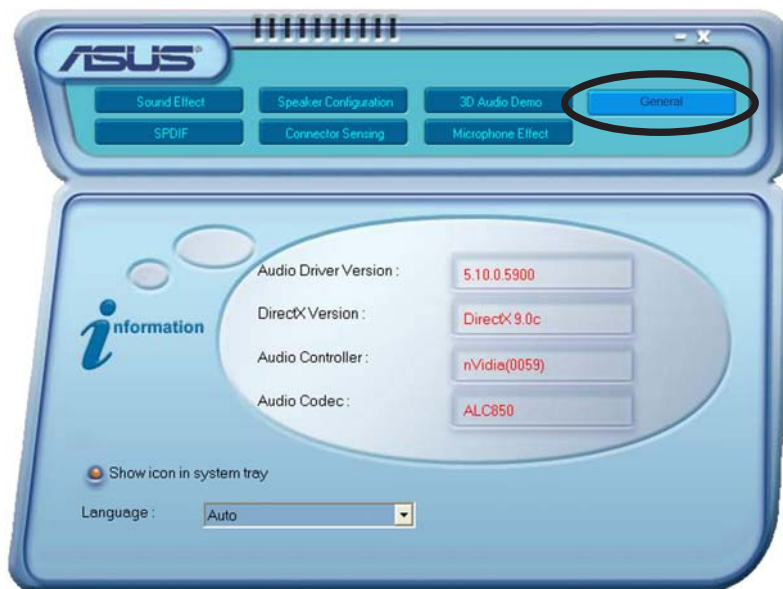 ASUS
Sound Effect
Speaker Configuration
3D Audio Demo
General
SPDIF
Connector Sensing
Microphone Effect
information
Audio Driver Version :
5.10.0.5900
DirectX Version :
DirectX 9.0c
Audio Controller :
nVidia(0059)
Audio Codec :
ALC850
Show icon in system tray
Language :
Auto